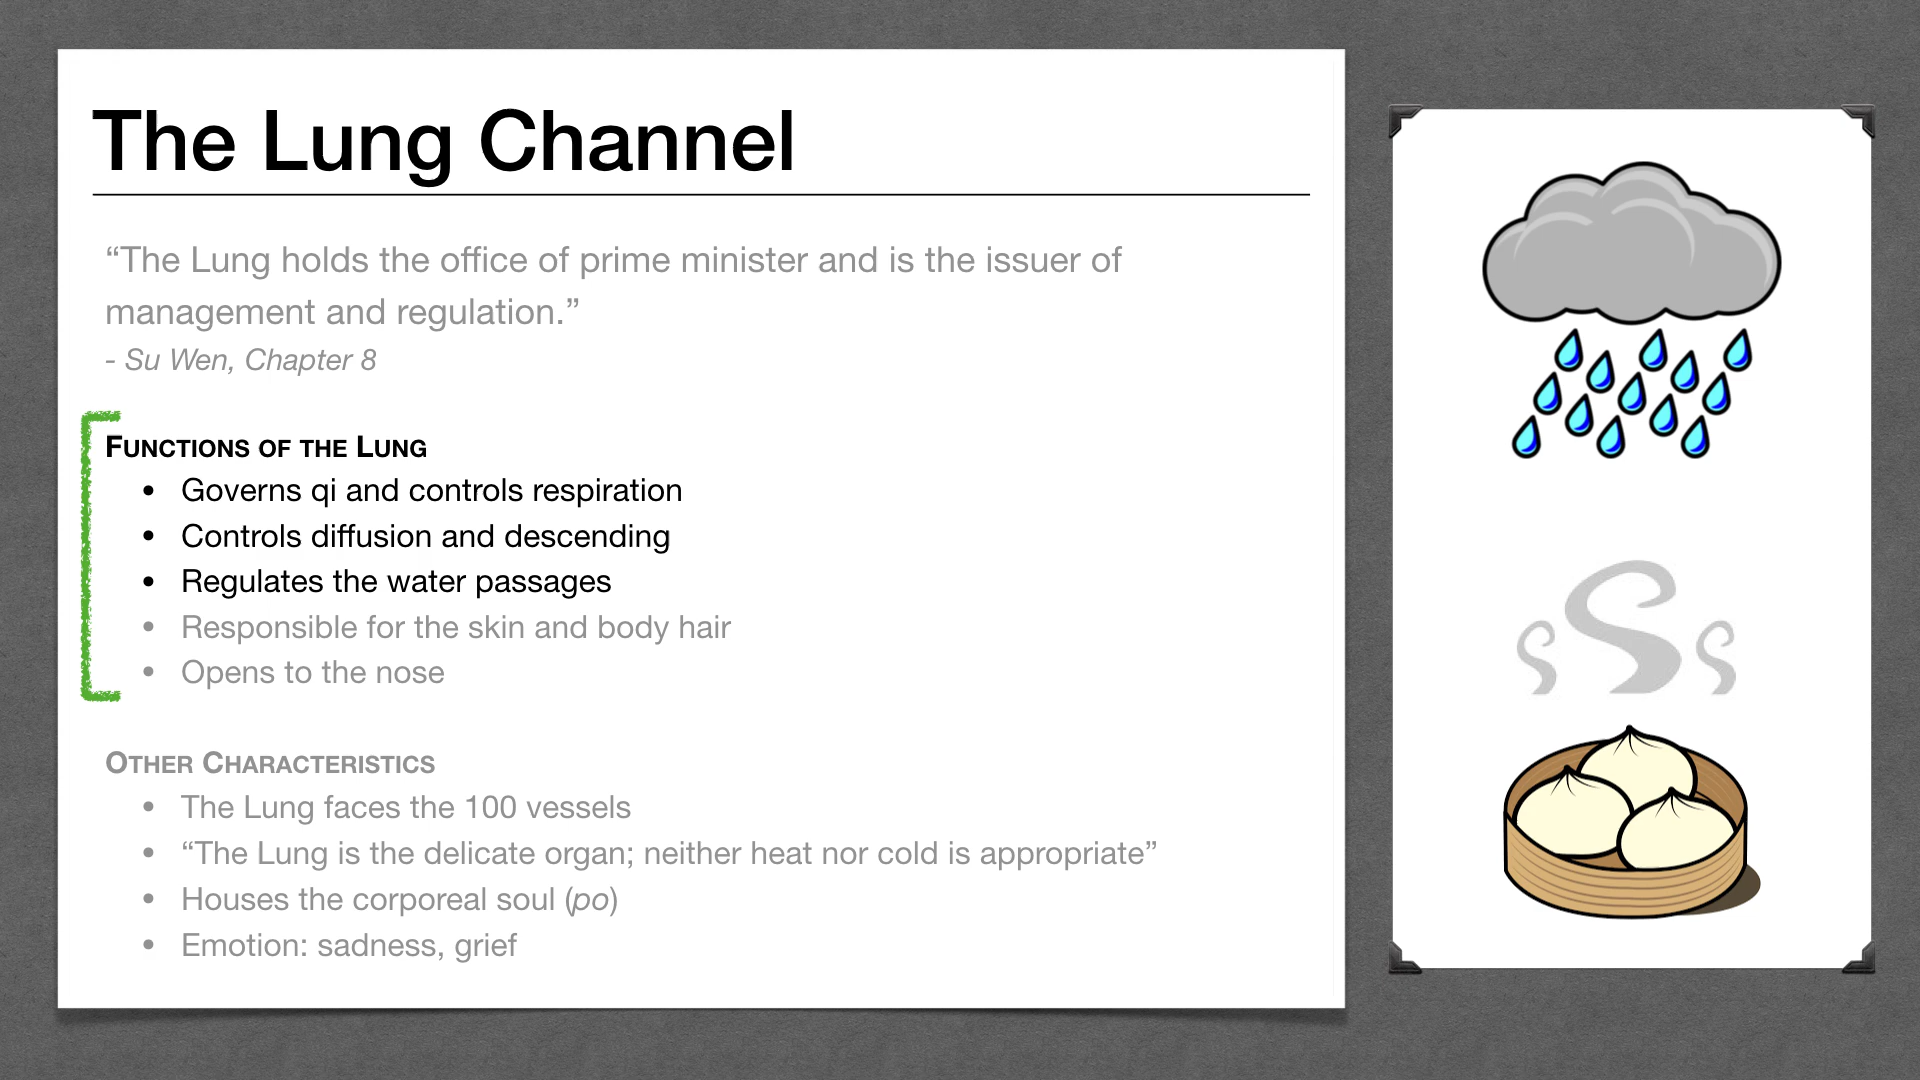 The Lung Channel
“The Lung holds the office of prime minister and is the issuer of
management and regulation.”
- Su Wen, Chapter 8
FUNCTIONS OF THE LUNG
• Governs qi and controls respiration
• Controls diffusion and descending
• Regulates the water passages
• Responsible for the skin and body hair
• Opens to the nose
OTHER CHARACTERISTICS
• The Lung faces the 100 vessels
• “The Lung is the delicate organ; neither heat nor cold is appropriate”
• Houses the corporeal soul (po)
• Emotion: sadness, grief